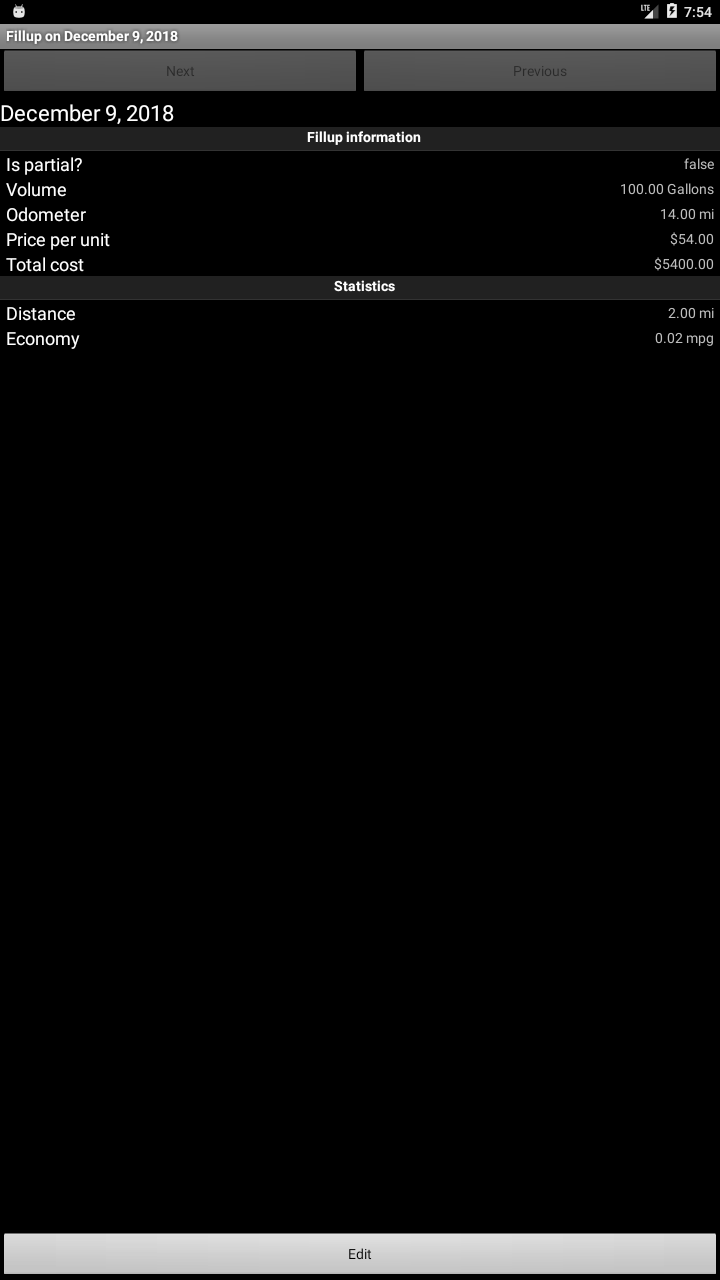 LTE 7:54
Fillup on December 9, 2018
Next Previous
December 9, 2018
Fillup information
Is partial? false
Volume 100.00 Gallons
Odometer 14.00 mi
Price per unit $54.00
Total cost $5400.00
Statistics
Distance 2.00 mi
Economy 0.02 mpg
Edit